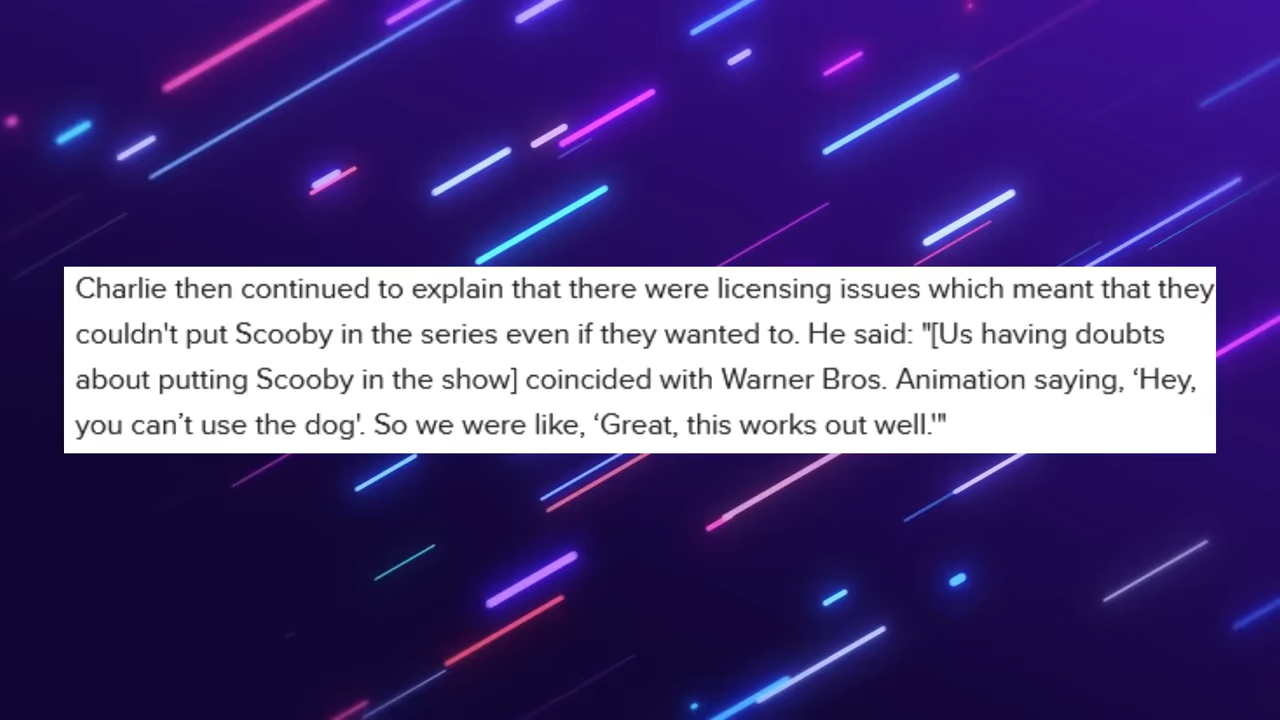 Charlie then continued to explain that there were licensing issues which meant that they
couldn't put Scooby in the series even if they wanted to. He said: "[Us having doubts
about putting Scooby in the show] coincided with Warner Bros. Animation saying, ‘Hey,
you can’t use the dog'. So we were like, ‘Great, this works out well.'"